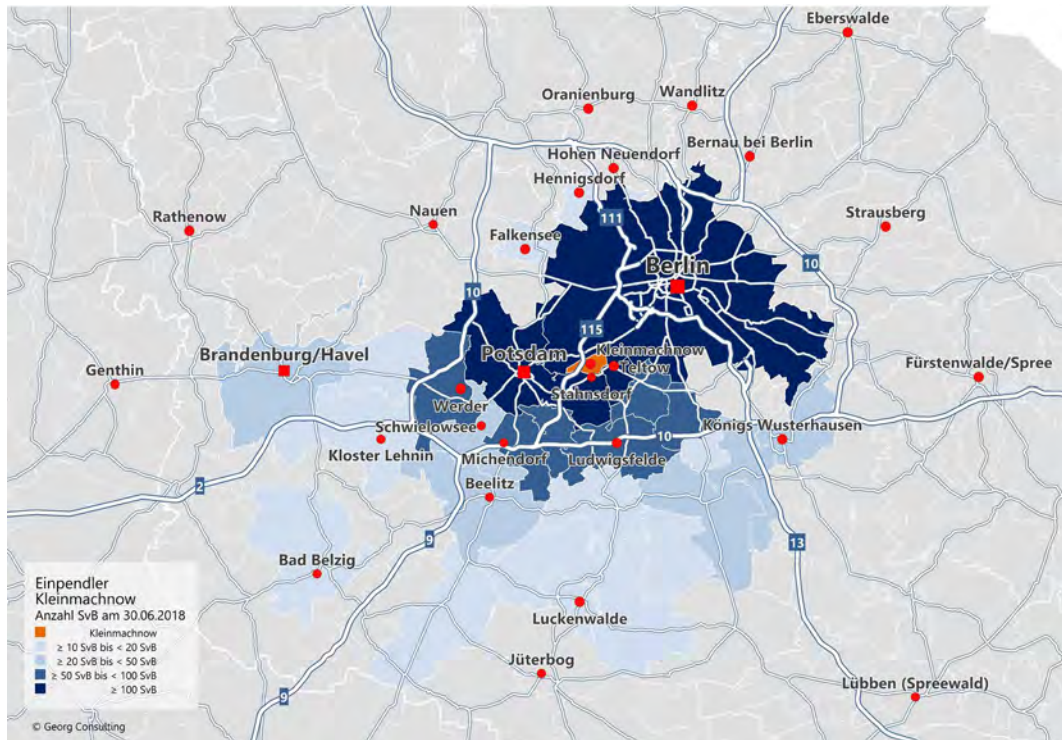 Eberswalde
Wandlitz
Oranienburg
Bernau bei Berlin
Hohen Neuendorf
Hennigsdorf
111
Rathenow
Nauen
Strausberg
Falkensee
Berlin
10
10
115
Brandenburg/Havel
Potsdam
Kleinmachnow
Teltow
Genthin
Fürstenwalde/Spree
Stahnsdorf
Werder
Schwielowsee
Königs Wusterhausen
10
Kloster Lehnin
Michendorf
Ludwigsfelde
2
Beelitz
9
13
Bad Belzig
Luckenwalde
Jüterbog
Lübben (Spreewald)
9
Einpendler
Kleinmachnow
Anzahl SvB am 30.06.2018
Kleinmachnow
≥ 10 SvB bis < 20 SvB
≥ 20 SvB bis < 50 SvB
≥ 50 SvB bis < 100 SvB
≥ 100 SvB
© Georg Consulting